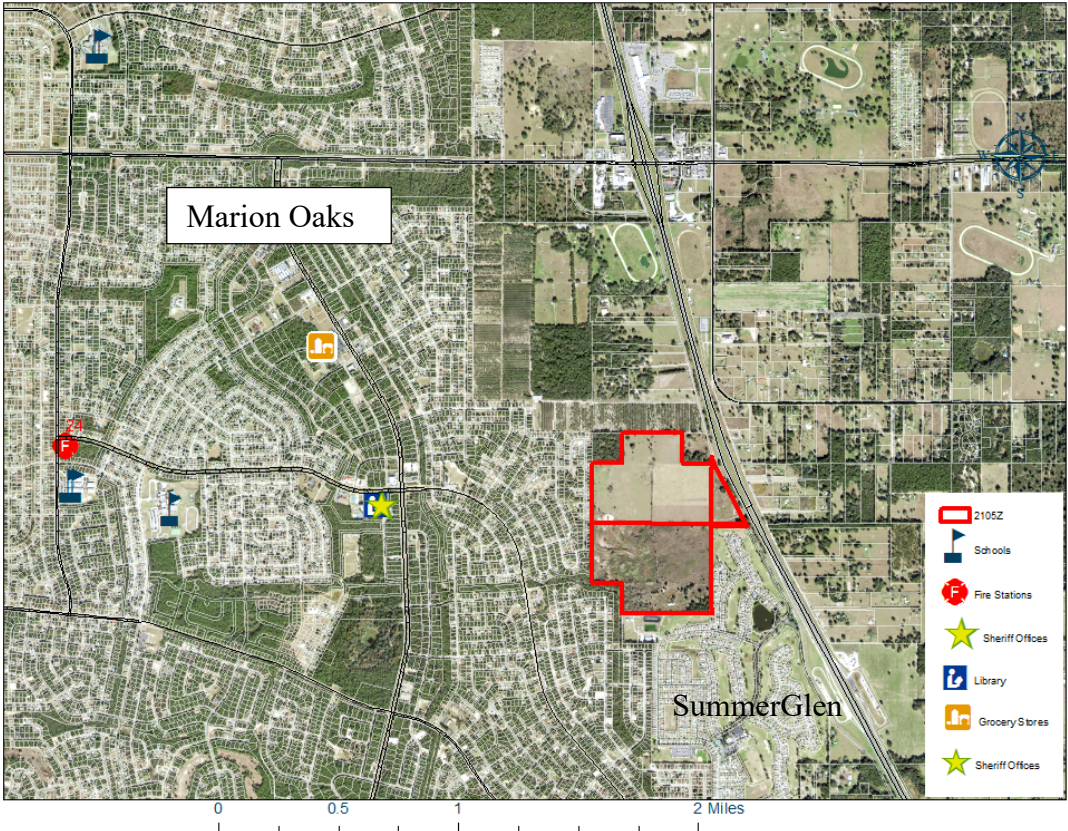 N
W
E
S
Marion Oaks
24
F
SummerGlen
2105Z
Schools
F
Fire Stations
Sheriff Offices
Library
Grocery Stores
Sheriff Offices
0 0.5 1 2 Miles